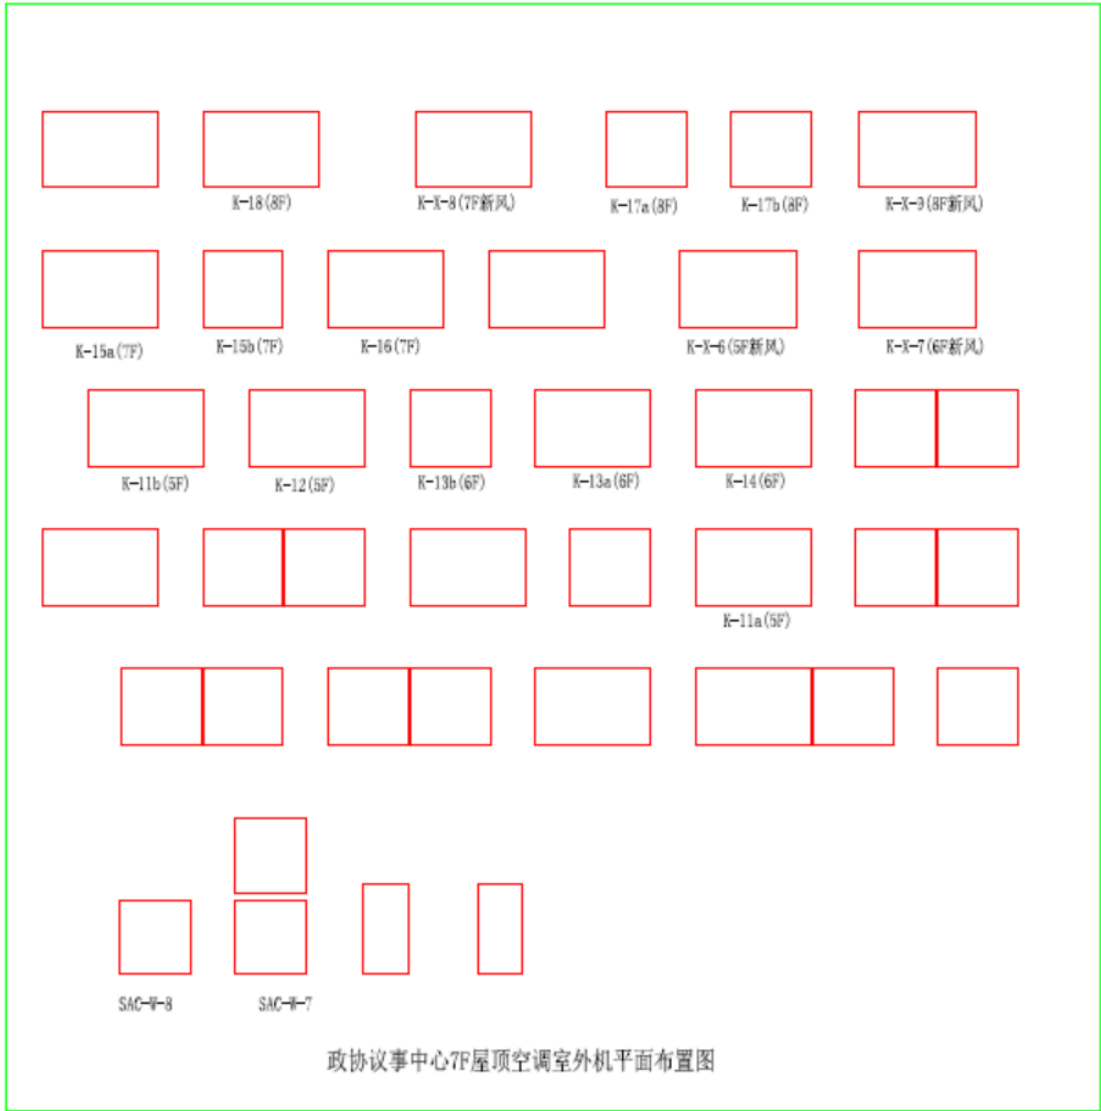 K-18(8F)
K-X-8(7F新风)
K-17a(8F)
K-17b(8F)
K-X-9(8F新风)
K-15a(7F)
K-15b(7F)
K-16(7F)
K-X-6(5F新风)
K-X-7(6F新风)
K-11b(5F)
K-12(5F)
K-13b(6F)
K-13a(6F)
K-14(6F)
K-11a(5F)
SAC-W-8
SAC-W-7
政协议事中心7F屋顶空调室外机平面布置图